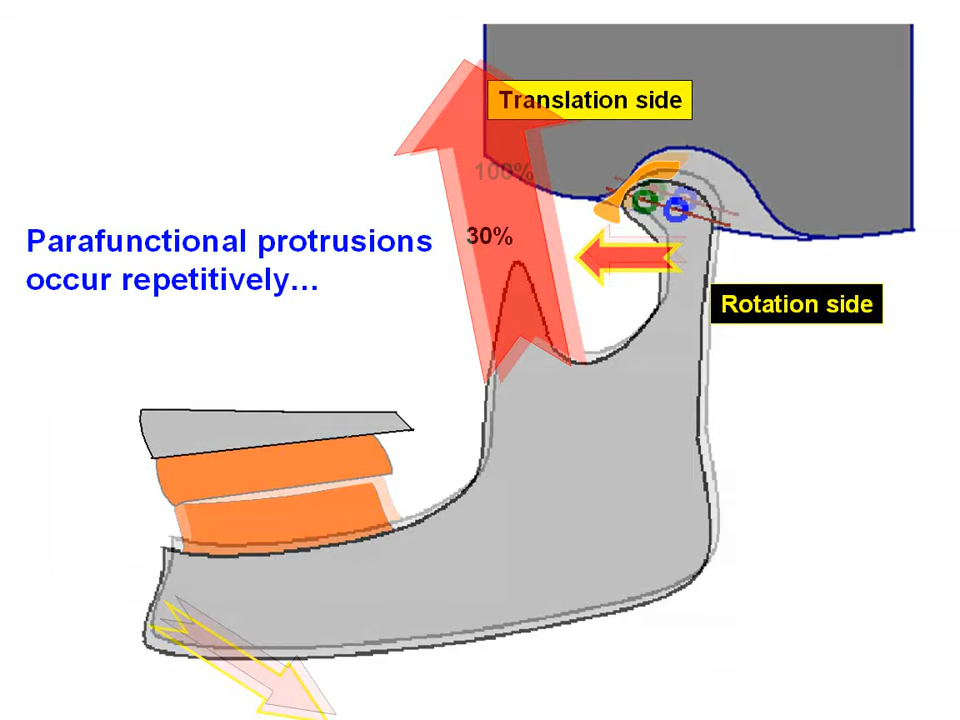 Translation side
100%
30%
Parafunctional protrusions
occur repetitively…
Rotation side